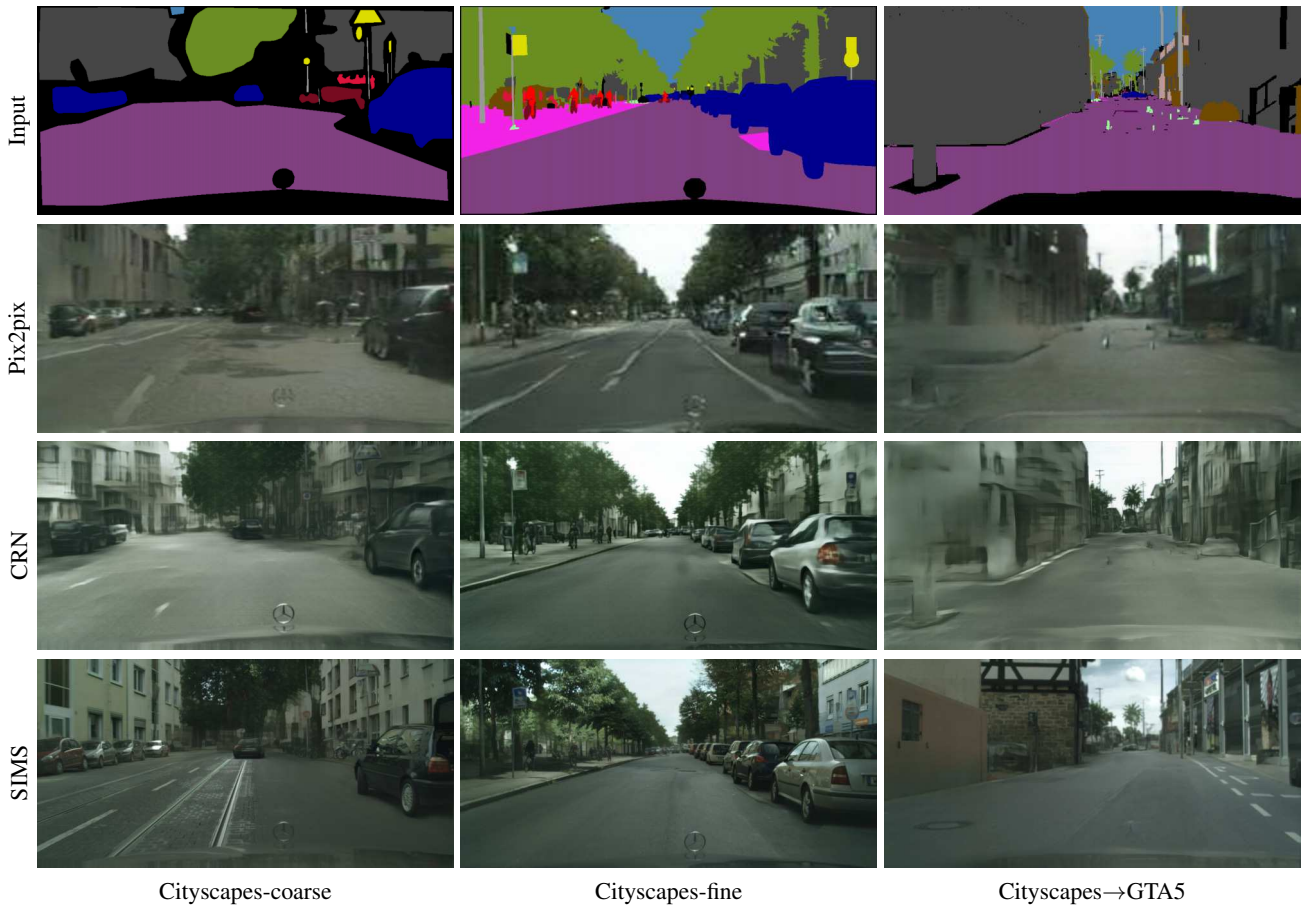 Input
Pix2pix
CRN
SIMS
Cityscapes-coarse
Cityscapes-fine
Cityscapes→GTA5